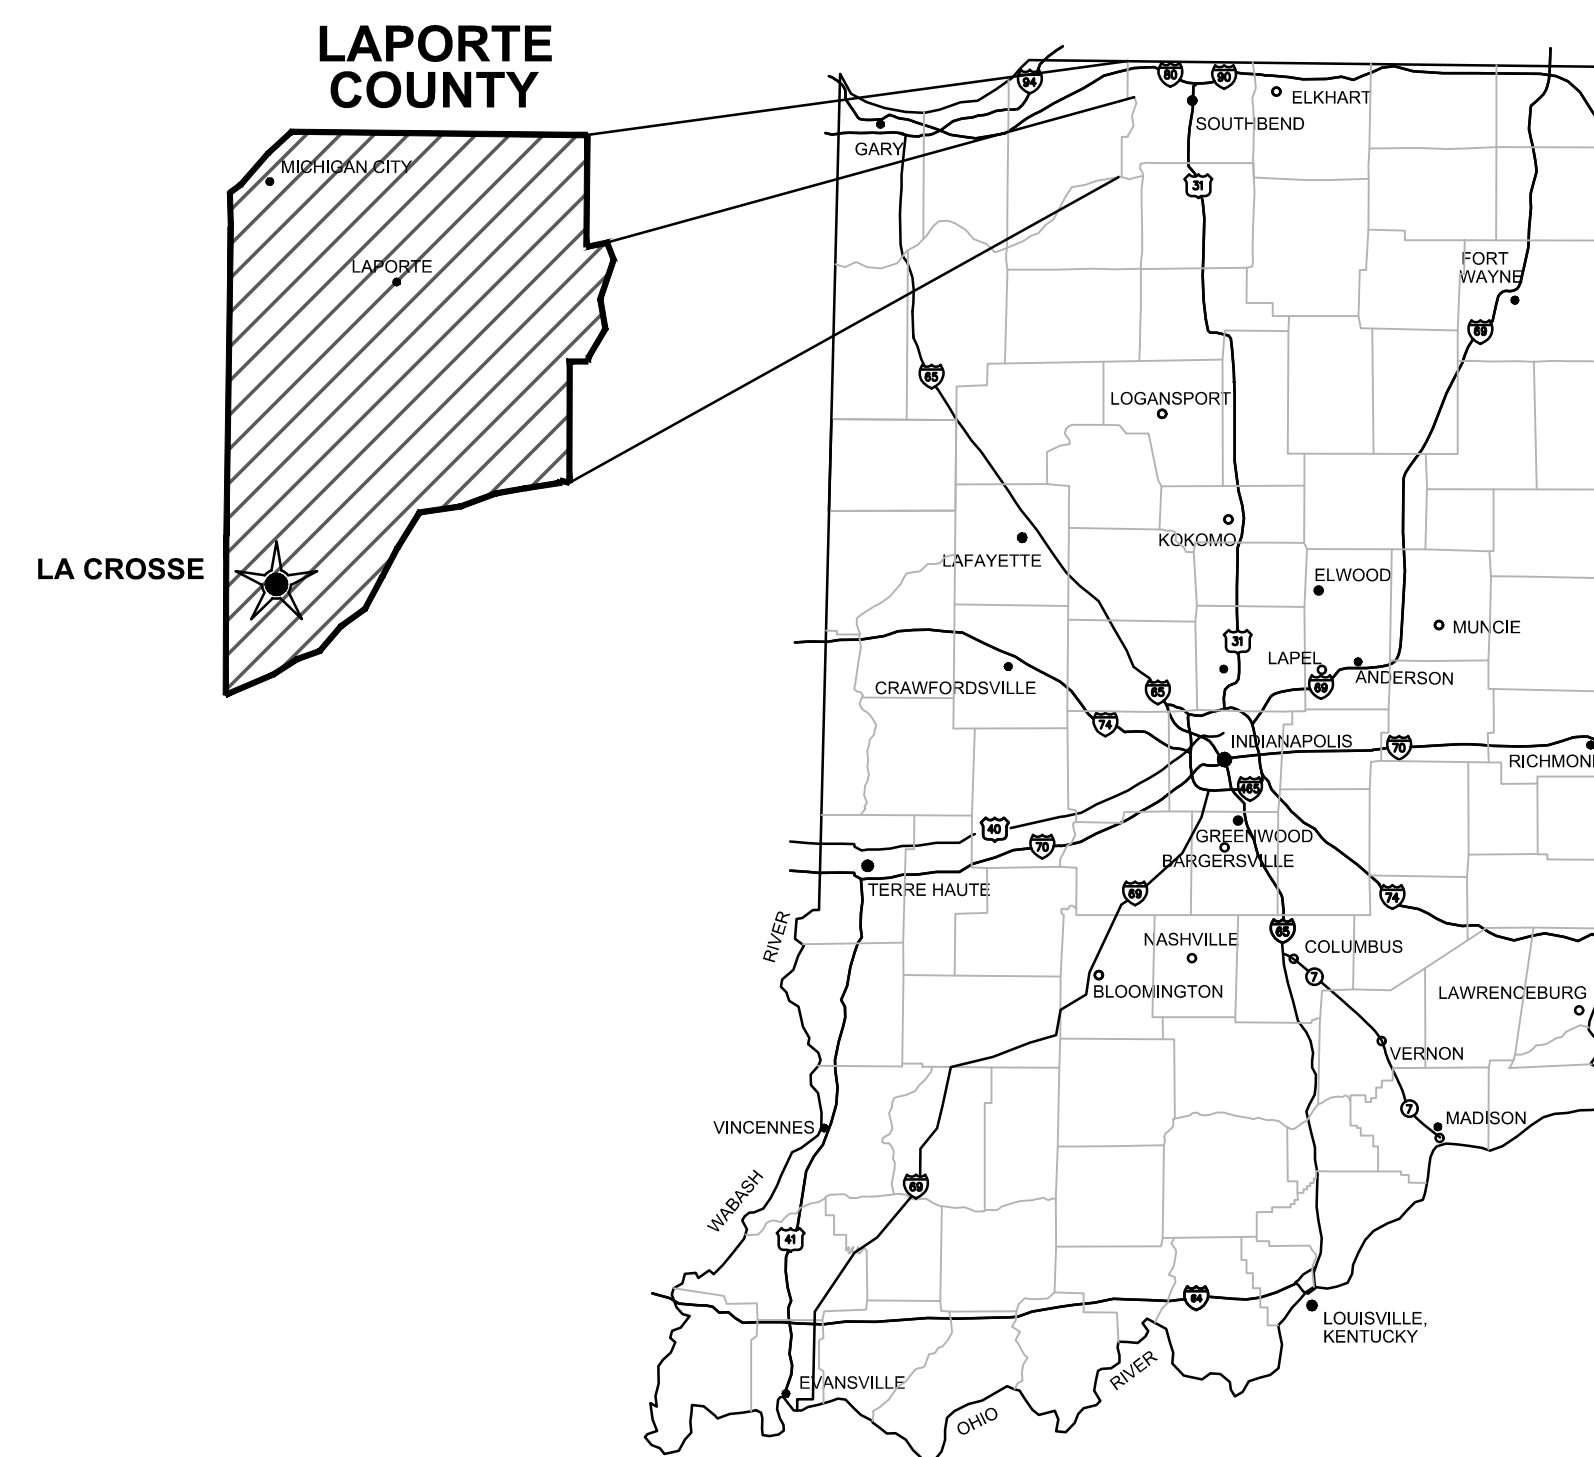 LAPORTE
COUNTY
MICHIGAN CITY
LAPORTE
LA CROSSE
94
80
90
ELKHART
SOUTHBEND
GARY
31
FORT
WAYNE
69
65
LOGANSPORT
KOKOMO
LAFAYETTE
ELWOOD
MUNCIE
31
LAPEL
ANDERSON
69
CRAWFORDSVILLE
65
74
INDIANAPOLIS
70
RICHMON
465
40
70
GREENWOOD
BARGERSVILLE
TERRE HAUTE
69
74
RIVER
65
NASHVILLE
COLUMBUS
7
BLOOMINGTON
LAWRENCEBURG
VERNON
7
MADISON
VINCENNES
69
WABASH
41
64
LOUISVILLE,
KENTUCKY
EVANSVILLE
RIVER
OHIO